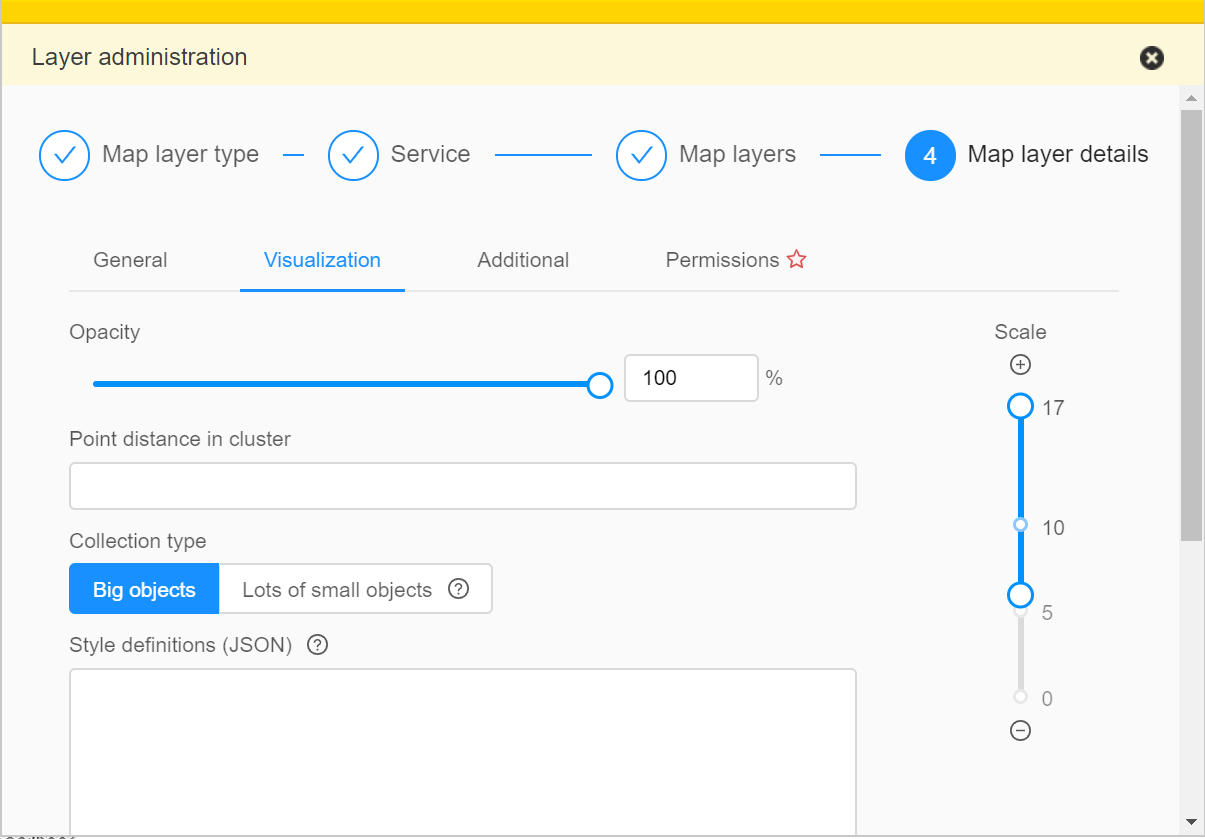 Layer administration
Map layer type
Service
Map layers
4 Map layer details
General
Visualization
Additional
Permissions
Opacity
100 %
Scale
17
10
5
0
Point distance in cluster
Collection type
Big objects
Lots of small objects ?
Style definitions (JSON) ?